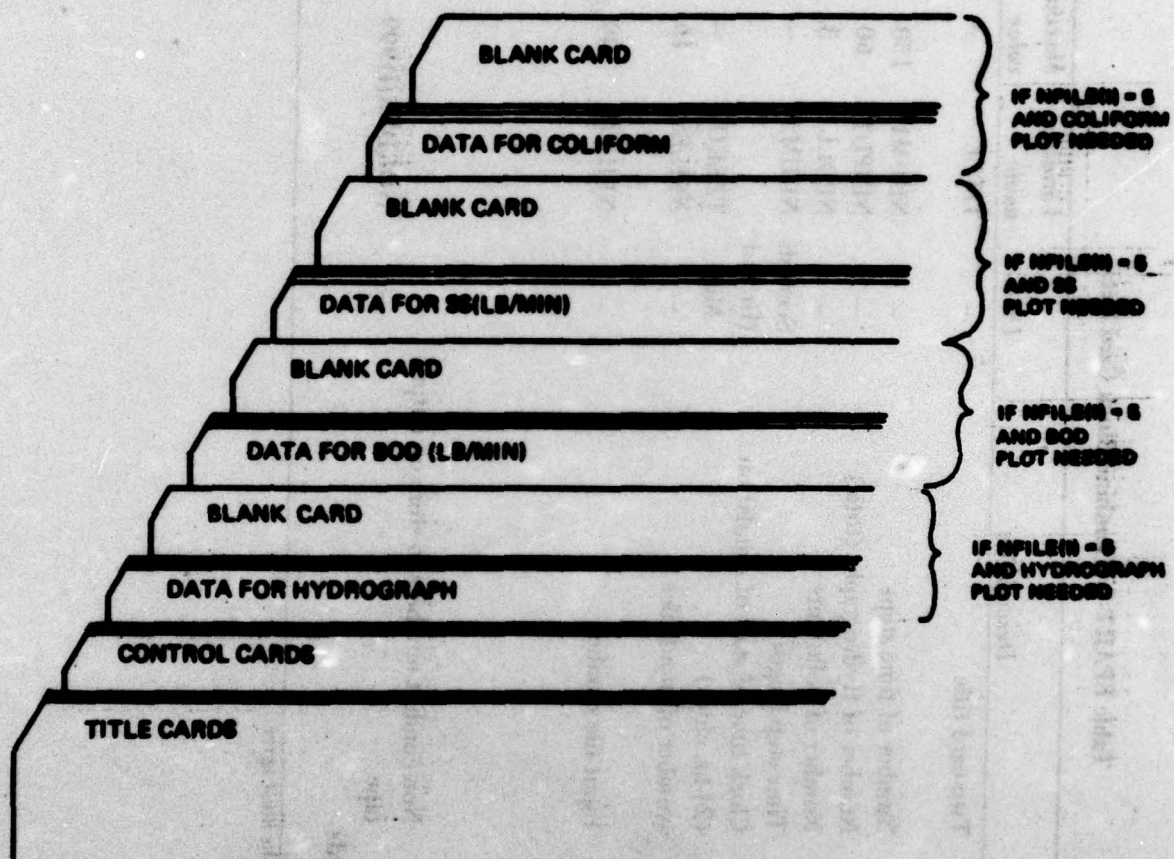 BLANK CARD
DATA FOR COLIFORM
IF NFILE(I) = 5
AND COLIFORM
PLOT NEEDED
BLANK CARD
DATA FOR SS(LB/MIN)
IF NFILE(I) = 5
AND SS
PLOT NEEDED
BLANK CARD
DATA FOR BOD (LB/MIN)
IF NFILE(I) = 5
AND BOD
PLOT NEEDED
BLANK CARD
DATA FOR HYDROGRAPH
IF NFILE(I) = 5
AND HYDROGRAPH
PLOT NEEDED
CONTROL CARDS
TITLE CARDS